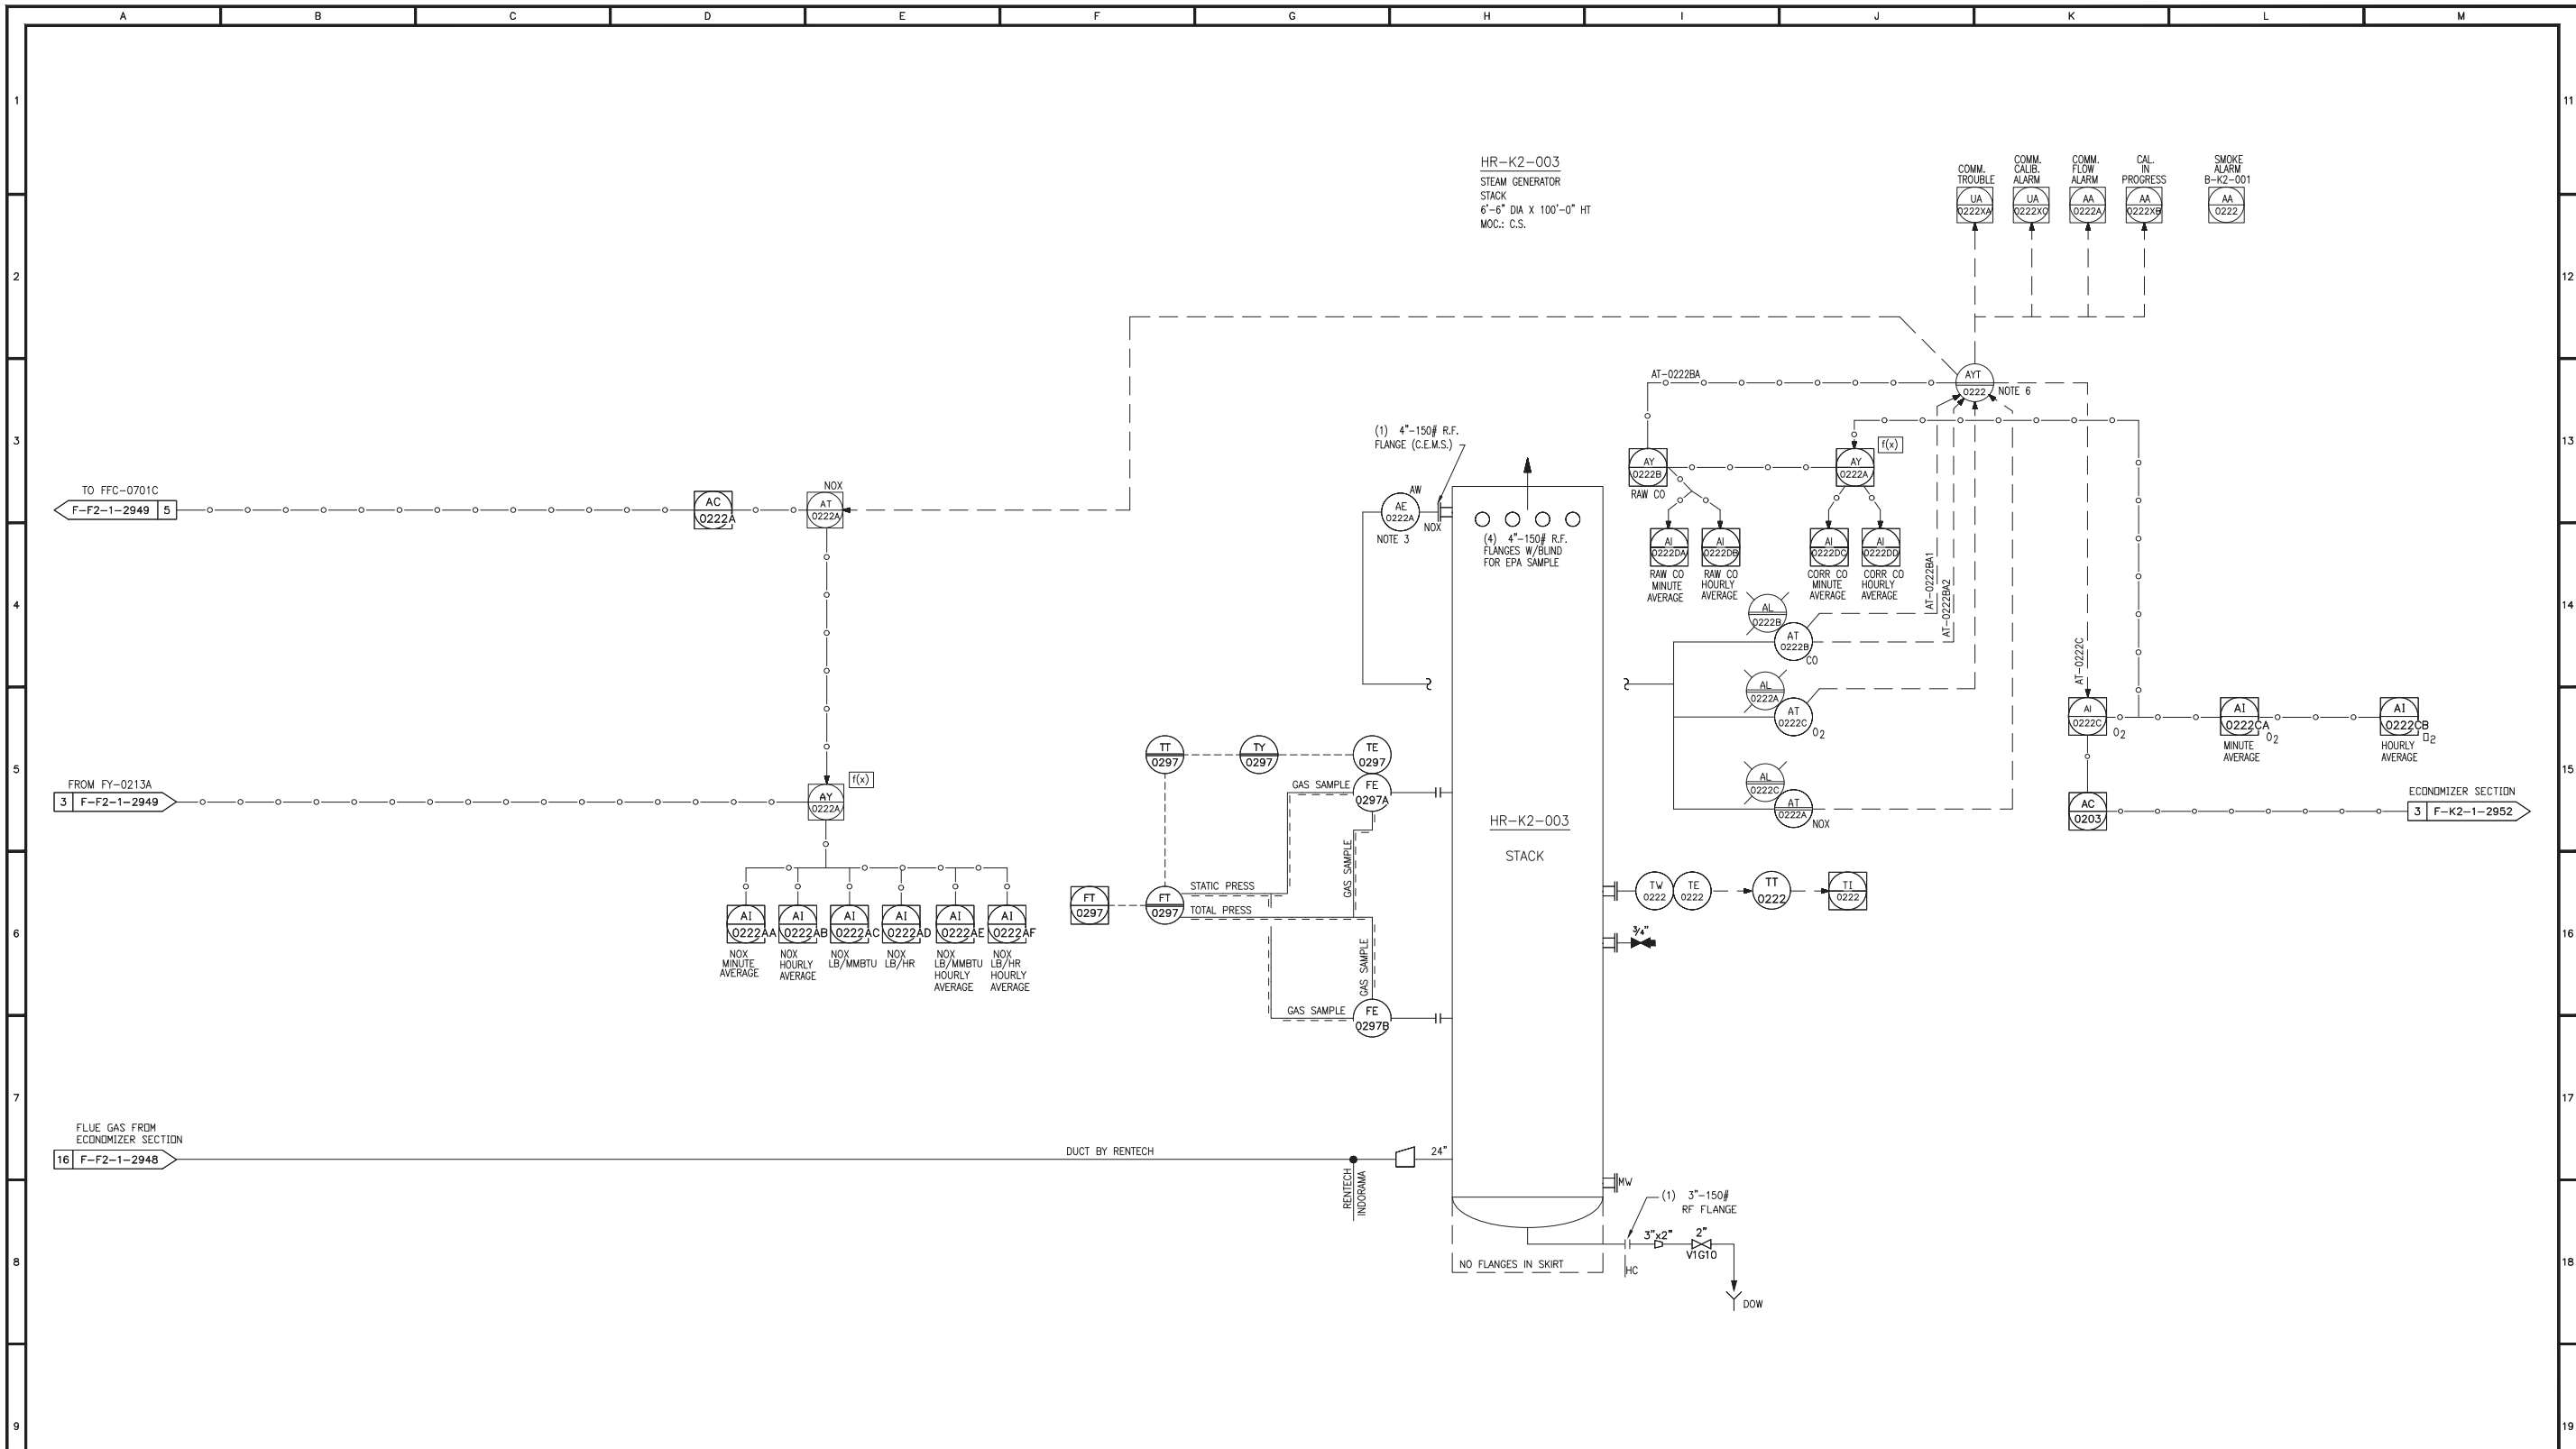 A
B
C
D
E
F
G
H
I
J
K
L
M
1
2
3
4
5
6
7
8
9
11
12
13
14
15
16
17
18
19
HR-K2-003
STEAM GENERATOR
STACK
6'-6" DIA X 100'-0" HT
MOC.: C.S.
COMM.
TROUBLE
UA
0222XA
COMM.
CALIB.
ALARM
UA
0222XC
COMM.
FLOW
ALARM
AA
0222A
CAL.
IN
PROGRESS
AA
0222XB
SMOKE
ALARM
B-K2-001
AA
0222
AYT
0222
NOTE 6
AT-0222BA
TO FFC-0701C
F-F2-1-2949 5
AC
0222A
NOX
AT
0222A
(1) 4"-150# R.F.
FLANGE (C.E.M.S.)
AW
AE
0222A
NOX
NOTE 3
(4) 4"-150# R.F.
FLANGES W/BLIND
FOR EPA SAMPLE
AY
0222B
RAW CO
AY
0222A
f(x)
AI
0222DA
RAW CO
MINUTE
AVERAGE
AI
0222DB
RAW CO
HOURLY
AVERAGE
AI
0222DC
CORR CO
MINUTE
AVERAGE
AI
0222DD
CORR CO
HOURLY
AVERAGE
AT-0222BA1
AT-0222BA2
AT-0222C
AL
0222B
AT
0222B
CO
AL
0222A
AT
0222C
O2
AL
0222C
AT
0222A
NOX
AI
0222C
O2
AI
0222CA
O2
MINUTE
AVERAGE
AI
0222CB
O2
HOURLY
AVERAGE
AC
0203
ECONOMIZER SECTION
3 F-K2-1-2952
FROM FY-0213A
3 F-F2-1-2949
AY
0222A
f(x)
TT
0297
TY
0297
TE
0297
GAS SAMPLE
FE
0297A
HR-K2-003
STACK
GAS SAMPLE
STATIC PRESS
TOTAL PRESS
FT
0297
FT
0297
GAS SAMPLE
GAS SAMPLE
FE
0297B
AI
0222AA
NOX
MINUTE
AVERAGE
AI
0222AB
NOX
HOURLY
AVERAGE
AI
0222AC
NOX
LB/MMBTU
AI
0222AD
NOX
LB/HR
AI
0222AE
NOX
LB/MMBTU
HOURLY
AVERAGE
AI
0222AF
NOX
LB/HR
HOURLY
AVERAGE
TW
0222
TE
0222
TT
0222
TI
0222
3/4"
FLUE GAS FROM
ECONOMIZER SECTION
16 F-F2-1-2948
DUCT BY RENTECH
RENTECH
INDORAMA
24"
MW
(1) 3"-150#
RF FLANGE
3"x2"
2"
V1G10
HC
NO FLANGES IN SKIRT
DOW